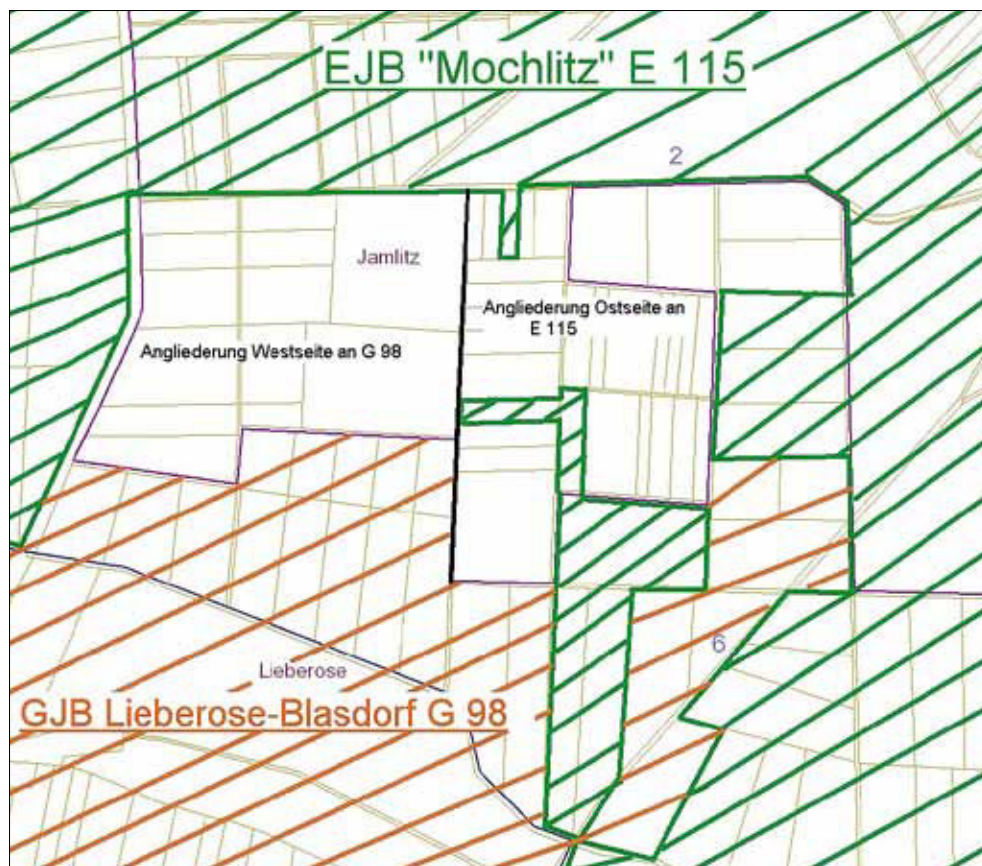 EJB "Mochlitz" E 115
2
Jamlitz
Angliederung Ostseite an
E 115
Angliederung Westseite an G 98
6
Lieberose
GJB Lieberose-Blasdorf G 98